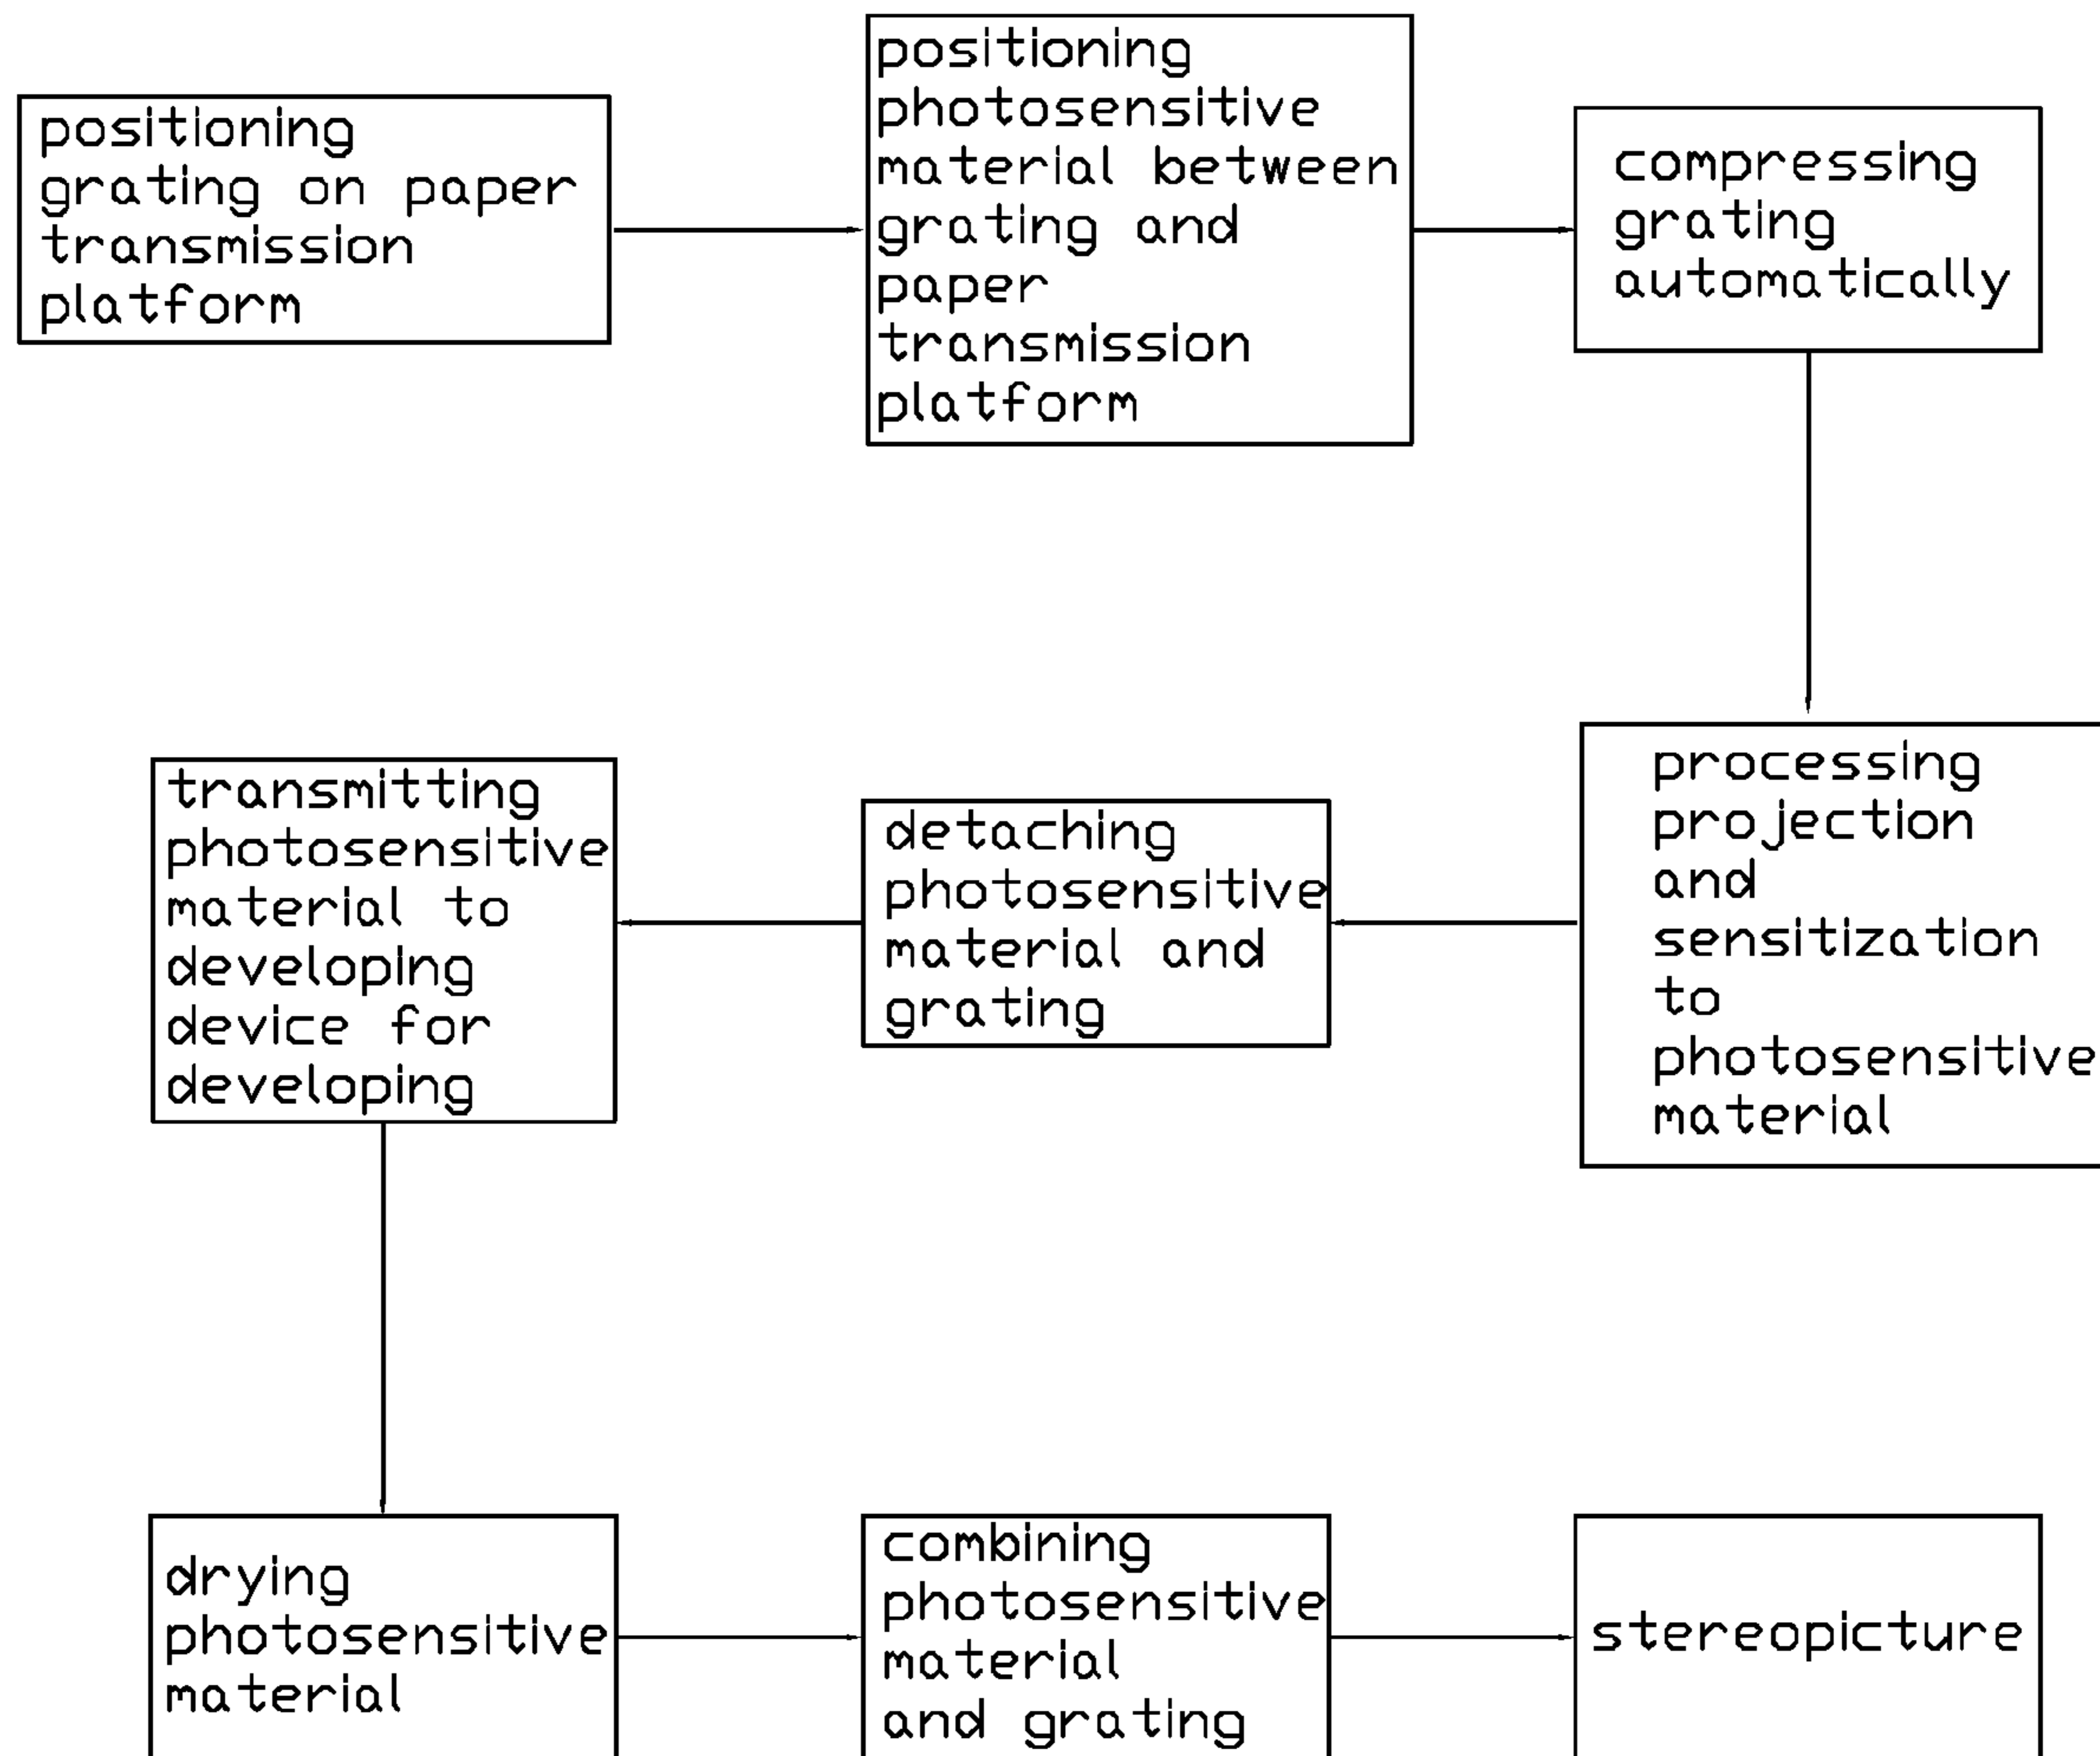 positioning
grating on paper
transmission
platform
positioning
photosensitive
material between
grating and
paper
transmission
platform
compressing
grating
automatically
processing
projection
and
sensitization
to
photosensitive
material
detaching
photosensitive
material and
grating
transmitting
photosensitive
material to
developing
device for
developing
drying
photosensitive
material
combining
photosensitive
material
and grating
stereopicture